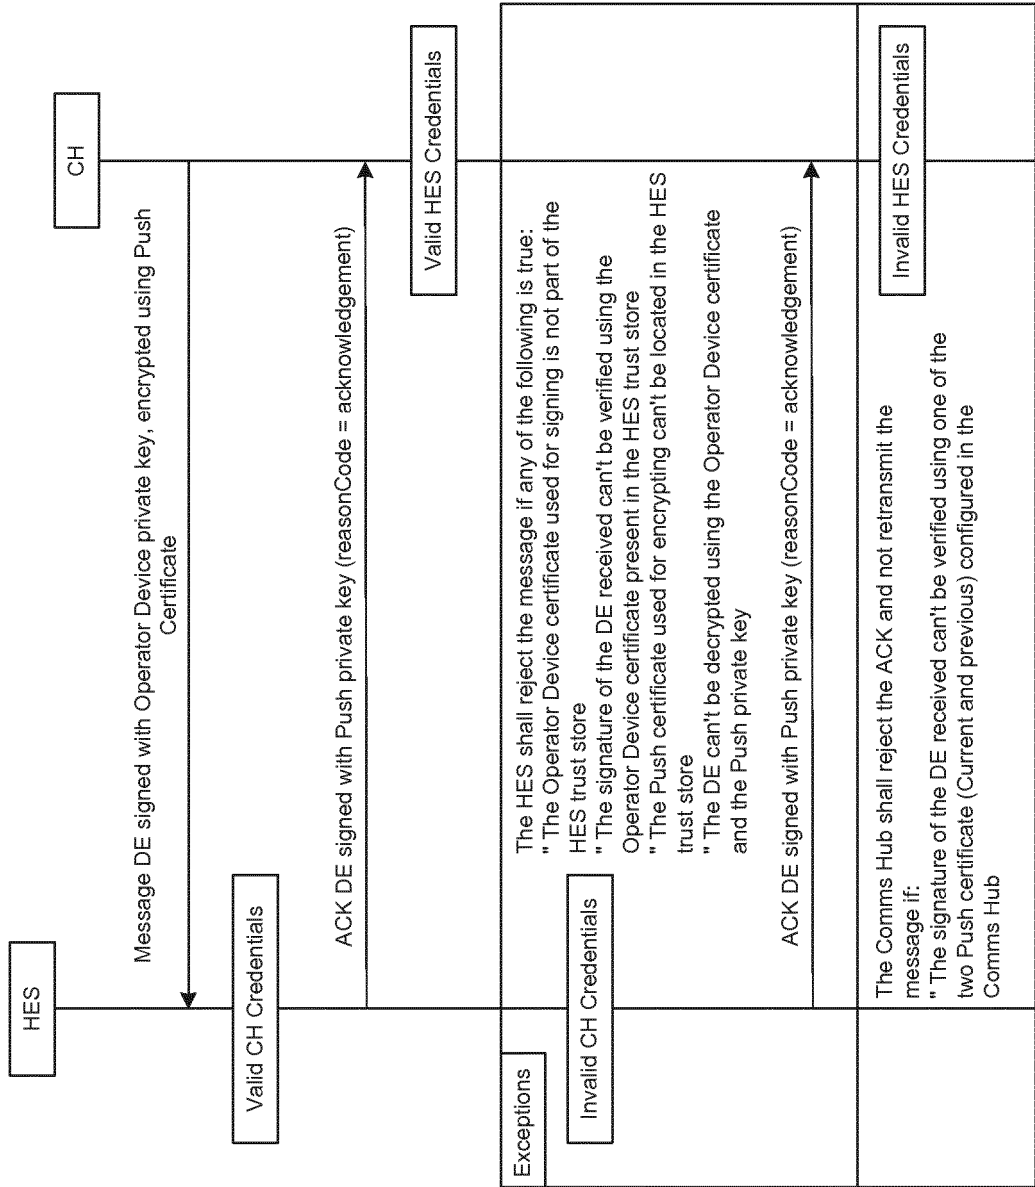 HES
CH
Message DE signed with Operator Device private key, encrypted using Push
Certificate
Valid CH Credentials
ACK DE signed with Push private key (reasonCode = acknowledgement)
Valid HES Credentials
Exceptions
The HES shall reject the message if any of the following is true:
" The Operator Device certificate used for signing is not part of the
HES trust store
" The signature of the DE received can't be verified using the
Operator Device certificate present in the HES trust store
" The Push certificate used for encrypting can't be located in the HES
trust store
" The DE can't be decrypted using the Operator Device certificate
and the Push private key
Invalid CH Credentials
ACK DE signed with Push private key (reasonCode = acknowledgement)
The Comms Hub shall reject the ACK and not retransmit the
message if:
" The signature of the DE received can't be verified using one of the
two Push certificate (Current and previous) configured in the
Comms Hub
Invalid HES Credentials